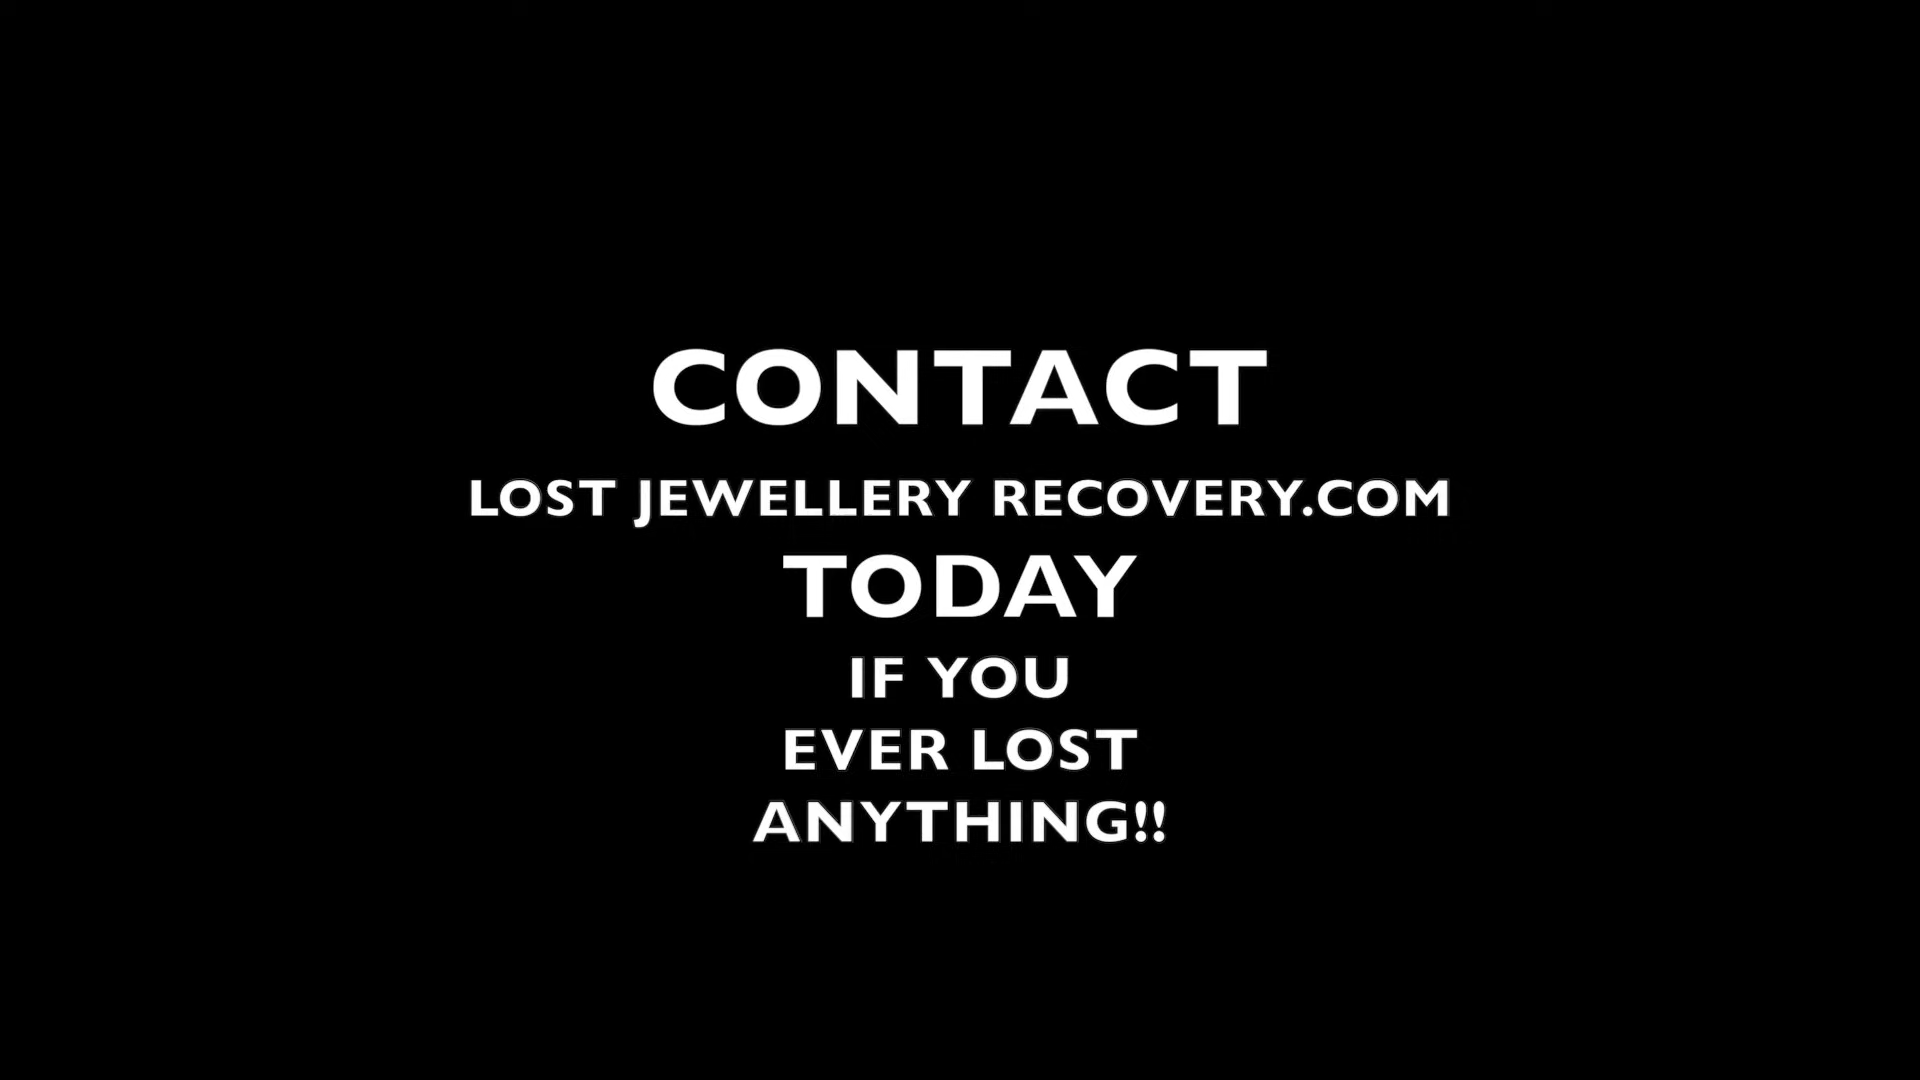 CONTACT
LOST JEWELLERY RECOVERY.COM
TODAY
IF YOU
EVER LOST
ANYTHING!!